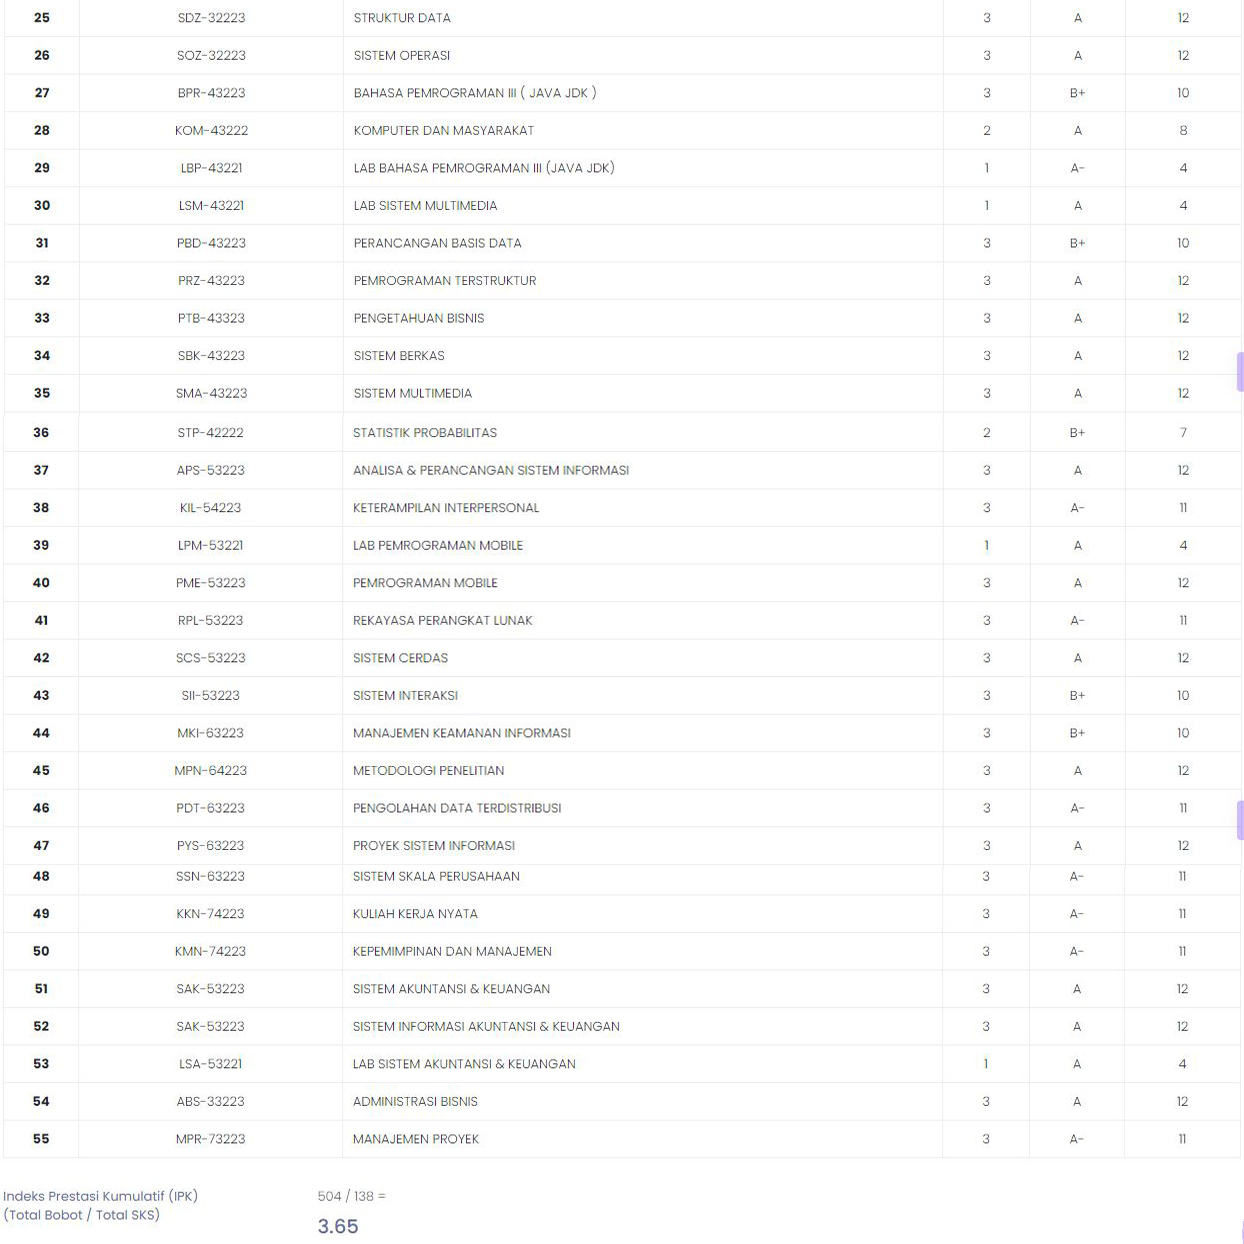 25 SDZ-32223 STRUKTUR DATA 3 A 12
26 SOZ-32223 SISTEM OPERASI 3 A 12
27 BPR-43223 BAHASA PEMROGRAMAN III ( JAVA JDK ) 3 B+ 10
28 KOM-43222 KOMPUTER DAN MASYARAKAT 2 A 8
29 LBP-43221 LAB BAHASA PEMROGRAMAN III (JAVA JDK) 1 A- 4
30 LSM-43221 LAB SISTEM MULTIMEDIA 1 A 4
31 PBD-43223 PERANCANGAN BASIS DATA 3 B+ 10
32 PRZ-43223 PEMROGRAMAN TERSTRUKTUR 3 A 12
33 PTB-43323 PENGETAHUAN BISNIS 3 A 12
34 SBK-43223 SISTEM BERKAS 3 A 12
35 SMA-43223 SISTEM MULTIMEDIA 3 A 12
36 STP-42222 STATISTIK PROBABILITAS 2 B+ 7
37 APS-53223 ANALISA & PERANCANGAN SISTEM INFORMASI 3 A 12
38 KIL-54223 KETERAMPILAN INTERPERSONAL 3 A- 11
39 LPM-53221 LAB PEMROGRAMAN MOBILE 1 A 4
40 PME-53223 PEMROGRAMAN MOBILE 3 A 12
41 RPL-53223 REKAYASA PERANGKAT LUNAK 3 A- 11
42 SCS-53223 SISTEM CERDAS 3 A 12
43 SII-53223 SISTEM INTERAKSI 3 B+ 10
44 MKI-63223 MANAJEMEN KEAMANAN INFORMASI 3 B+ 10
45 MPN-64223 METODOLOGI PENELITIAN 3 A 12
46 PDT-63223 PENGOLAHAN DATA TERDISTRIBUSI 3 A- 11
47 PYS-63223 PROYEK SISTEM INFORMASI 3 A 12
48 SSN-63223 SISTEM SKALA PERUSAHAAN 3 A- 11
49 KKN-74223 KULIAH KERJA NYATA 3 A- 11
50 KMN-74223 KEPEMIMPINAN DAN MANAJEMEN 3 A- 11
51 SAK-53223 SISTEM AKUNTANSI & KEUANGAN 3 A 12
52 SAK-53223 SISTEM INFORMASI AKUNTANSI & KEUANGAN 3 A 12
53 LSA-53221 LAB SISTEM AKUNTANSI & KEUANGAN 1 A 4
54 ABS-33223 ADMINISTRASI BISNIS 3 A 12
55 MPR-73223 MANAJEMEN PROYEK 3 A- 11
Indeks Prestasi Kumulatif (IPK) 504 / 138 =
(Total Bobot / Total SKS)
3.65